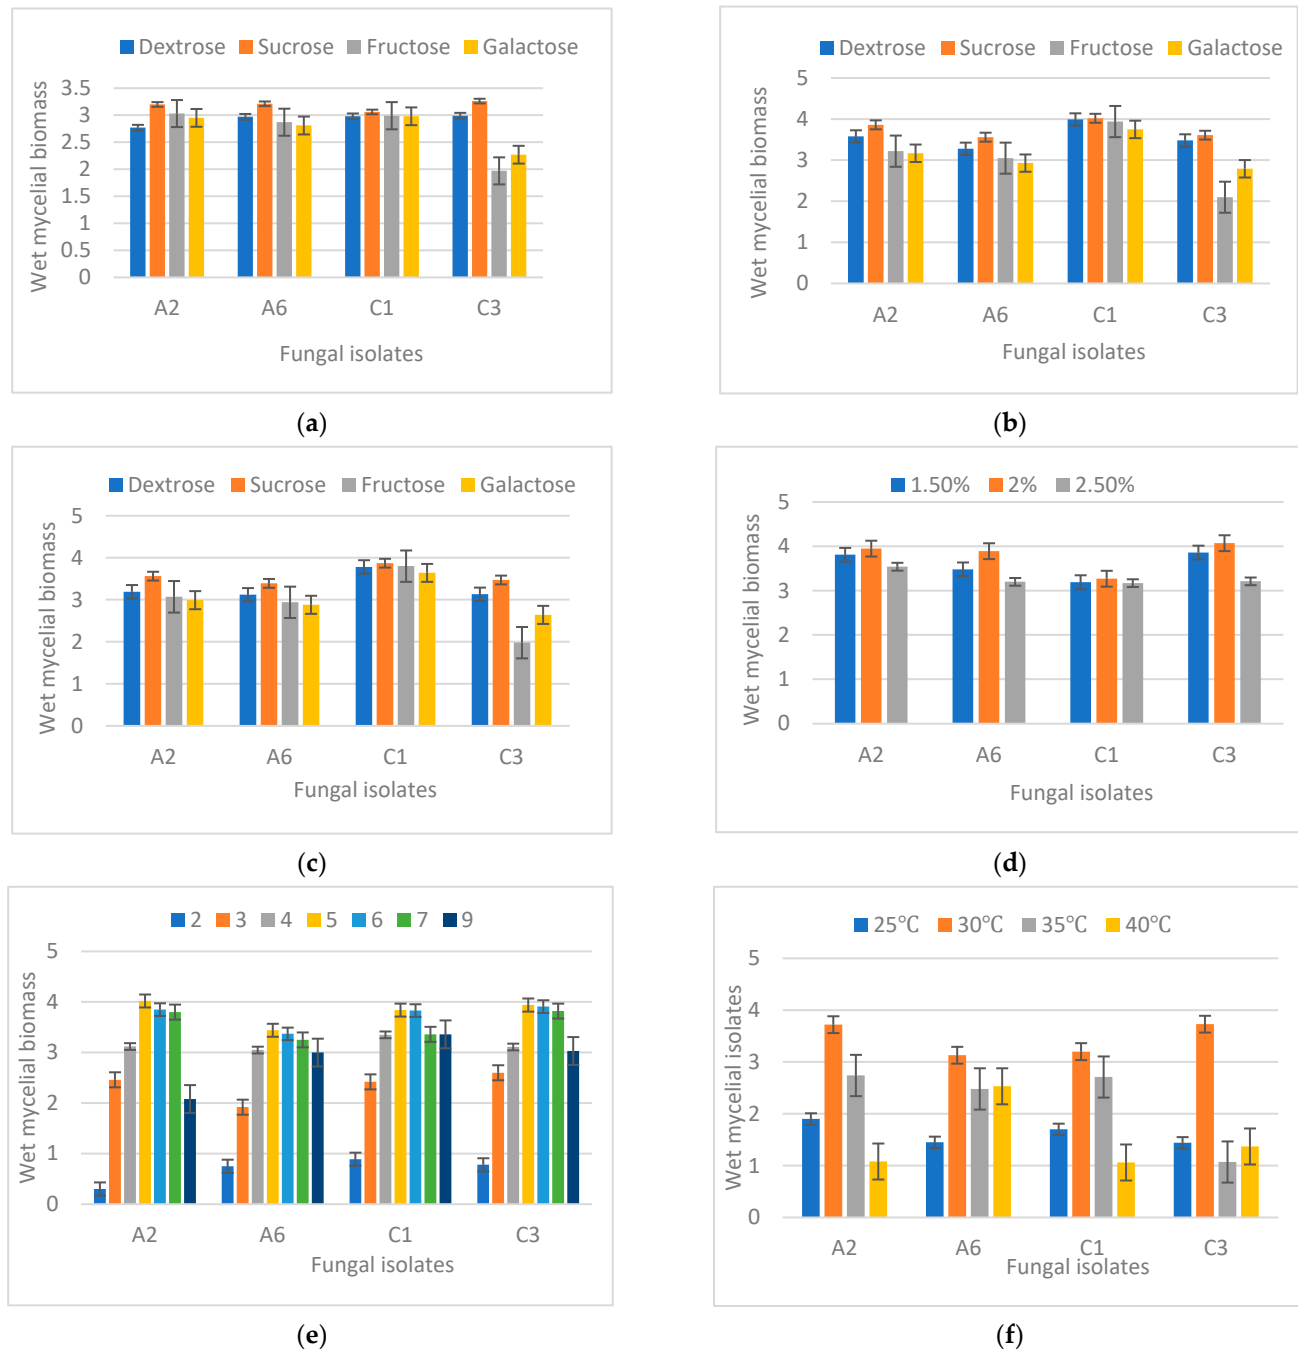 Dextrose Sucrose Fructose Galactose
Wet mycelial biomass
3.5
3
2.5
2
1.5
1
0.5
0
A2 A6 C1 C3
Fungal isolates
(a)
Dextrose Sucrose Fructose Galactose
Wet mycelial biomass
5
4
3
2
1
0
A2 A6 C1 C3
Fungal isolates
(b)
Dextrose Sucrose Fructose Galactose
Wet mycelial biomass
5
4
3
2
1
0
A2 A6 C1 C3
Fungal isolates
(c)
1.50% 2% 2.50%
Wet mycelial biomass
5
4
3
2
1
0
A2 A6 C1 C3
Fungal isolates
(d)
2 3 4 5 6 7 9
Wet mycelial biomass
5
4
3
2
1
0
A2 A6 C1 C3
Fungal isolates
(e)
25℃ 30℃ 35℃ 40℃
Wet mycelial isolates
5
4
3
2
1
0
A2 A6 C1 C3
Fungal isolates
(f)